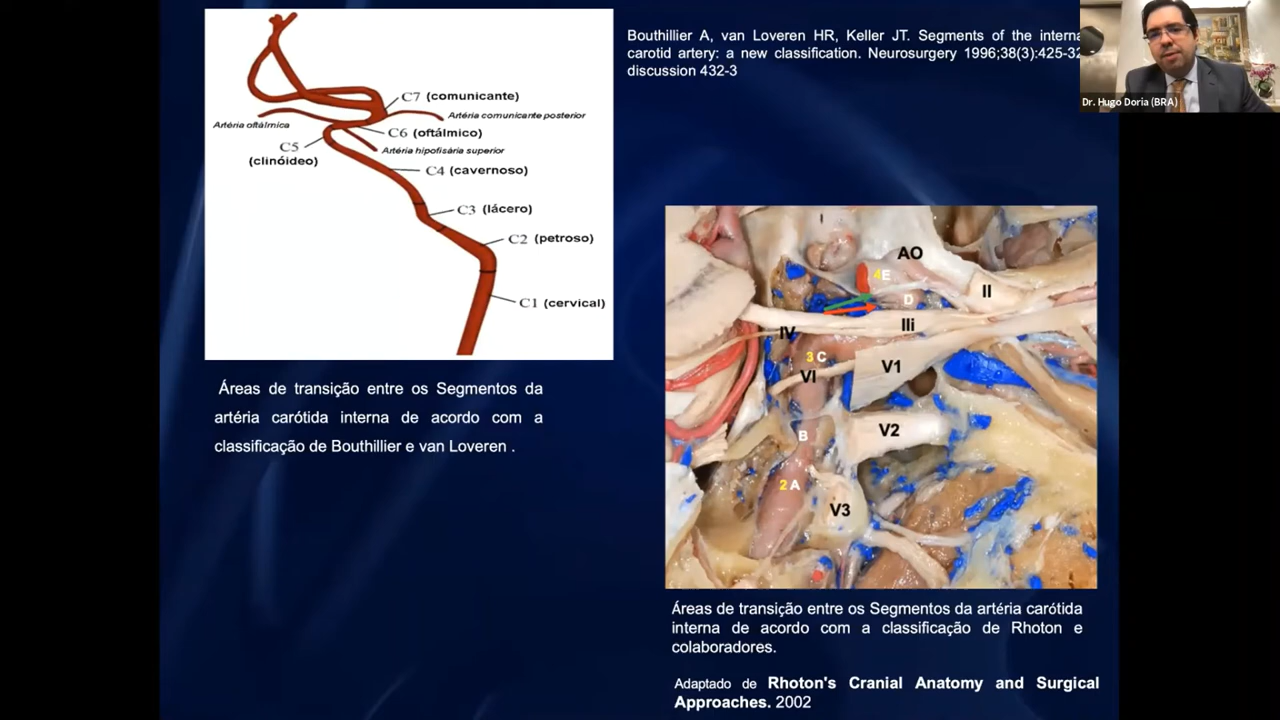 C7 (comunicante)
Artéria comunicante posterior
Artéria oftálmica
C6 (oftálmico)
C5
(clinóideo)
Artéria hipofisária superior
C4 (cavernoso)
C3 (lácero)
C2 (petroso)
C1 (cervical)
Áreas de transição entre os Segmentos da
artéria carótida interna de acordo com a
classificação de Bouthillier e van Loveren .
Bouthillier A, van Loveren HR, Keller JT. Segments of the
carotid artery: a new classification. Neurosurgery 1996;38(3):425-32
discussion 432-3
Dr. Hugo Doria (BRA)
AO
4E
II
D
IV
IIi
3 C
V1
VI
B
V2
2 A
V3
Áreas de transição entre os Segmentos da artéria carótida
interna de acordo com a classificação de Rhoton e
colaboradores.
Adaptado de Rhoton's Cranial Anatomy and Surgical
Approaches. 2002